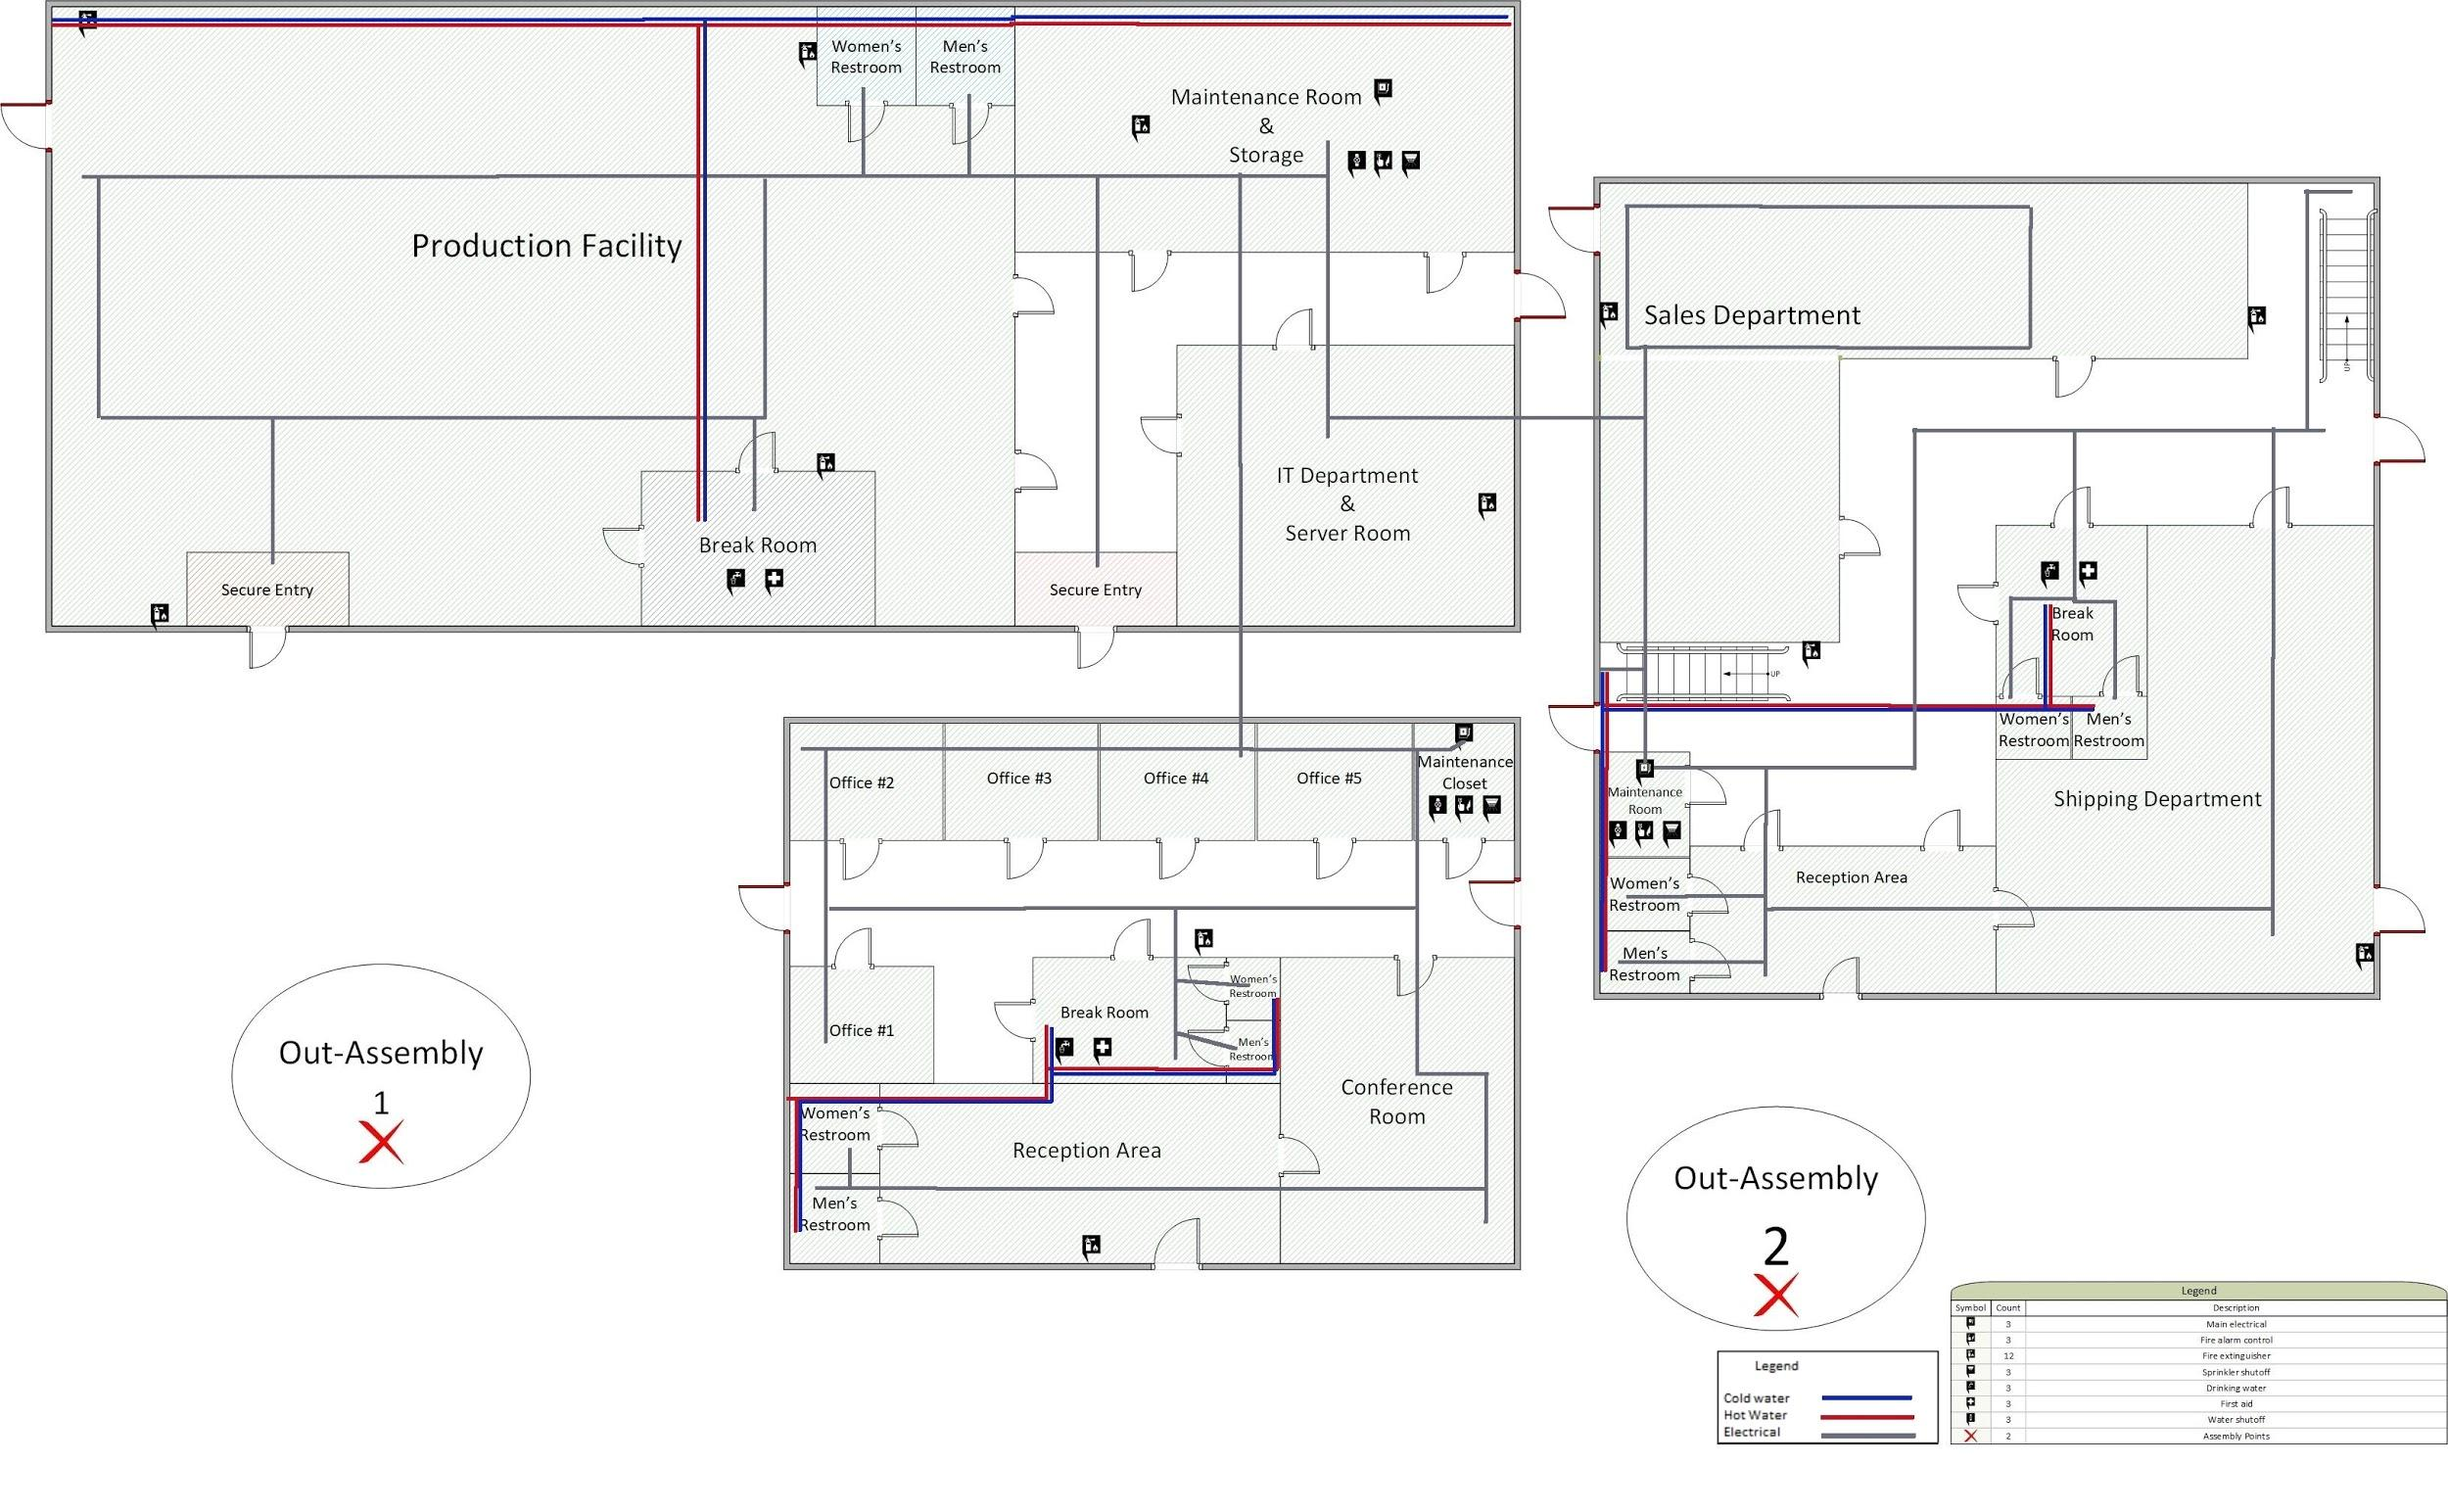 Women's
Restroom
Men's
Restroom
Maintenance Room
&
Storage
Production Facility
Sales Department
UP
IT Department
&
Server Room
Break Room
Secure Entry
Secure Entry
Break
Room
UP
Women's
Restroom
Men's
Restroom
Office #2
Office #3
Office #4
Office #5
Maintenance
Closet
Maintenance
Room
Shipping Department
Women's
Restroom
Reception Area
Men's
Restroom
Out-Assembly
1
Office #1
Break Room
Women's
Restroom
Men's
Restroom
Conference
Room
Women's
Restroom
Reception Area
Men's
Restroom
Out-Assembly
2
Legend
Cold water
Hot Water
Electrical
Legend
Symbol Count Description
3 Main electrical
3 Fire alarm control
12 Fire extinguisher
3 Sprinkler shutoff
3 Drinking water
3 First aid
3 Water shutoff
2 Assembly Points